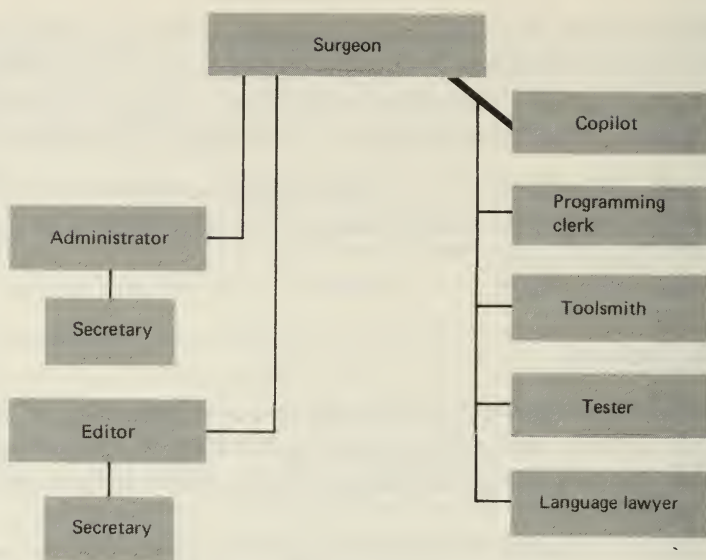 Surgeon
Copilot
Programming
clerk
Administrator
Toolsmith
Secretary
Tester
Editor
Language lawyer
Secretary